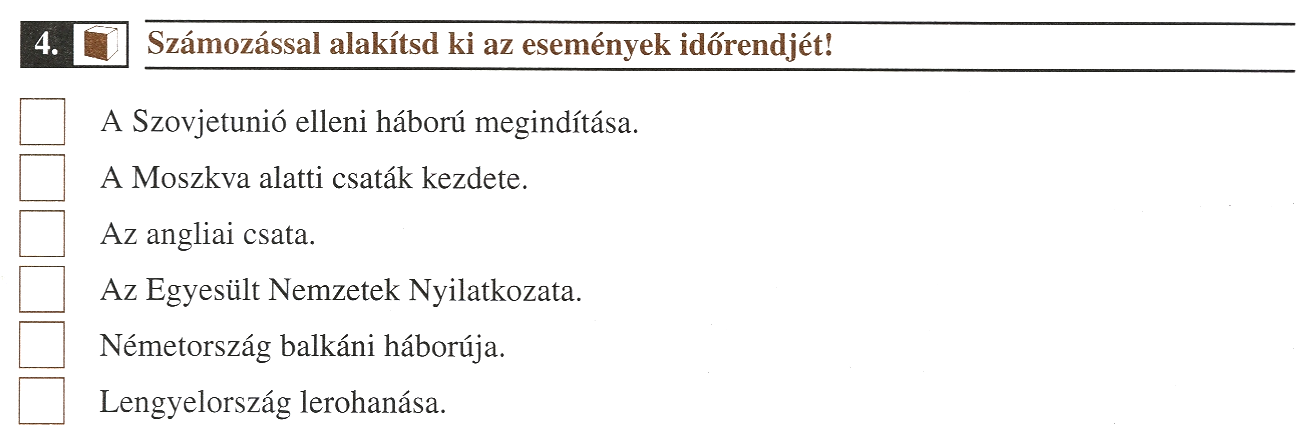 4. Számozással alakítsd ki az események időrendjét!
A Szovjetunió elleni háború megindítása.
A Moszkva alatti csaták kezdete.
Az angliai csata.
Az Egyesült Nemzetek Nyilatkozata.
Németország balkáni háborúja.
Lengyelország lerohanása.